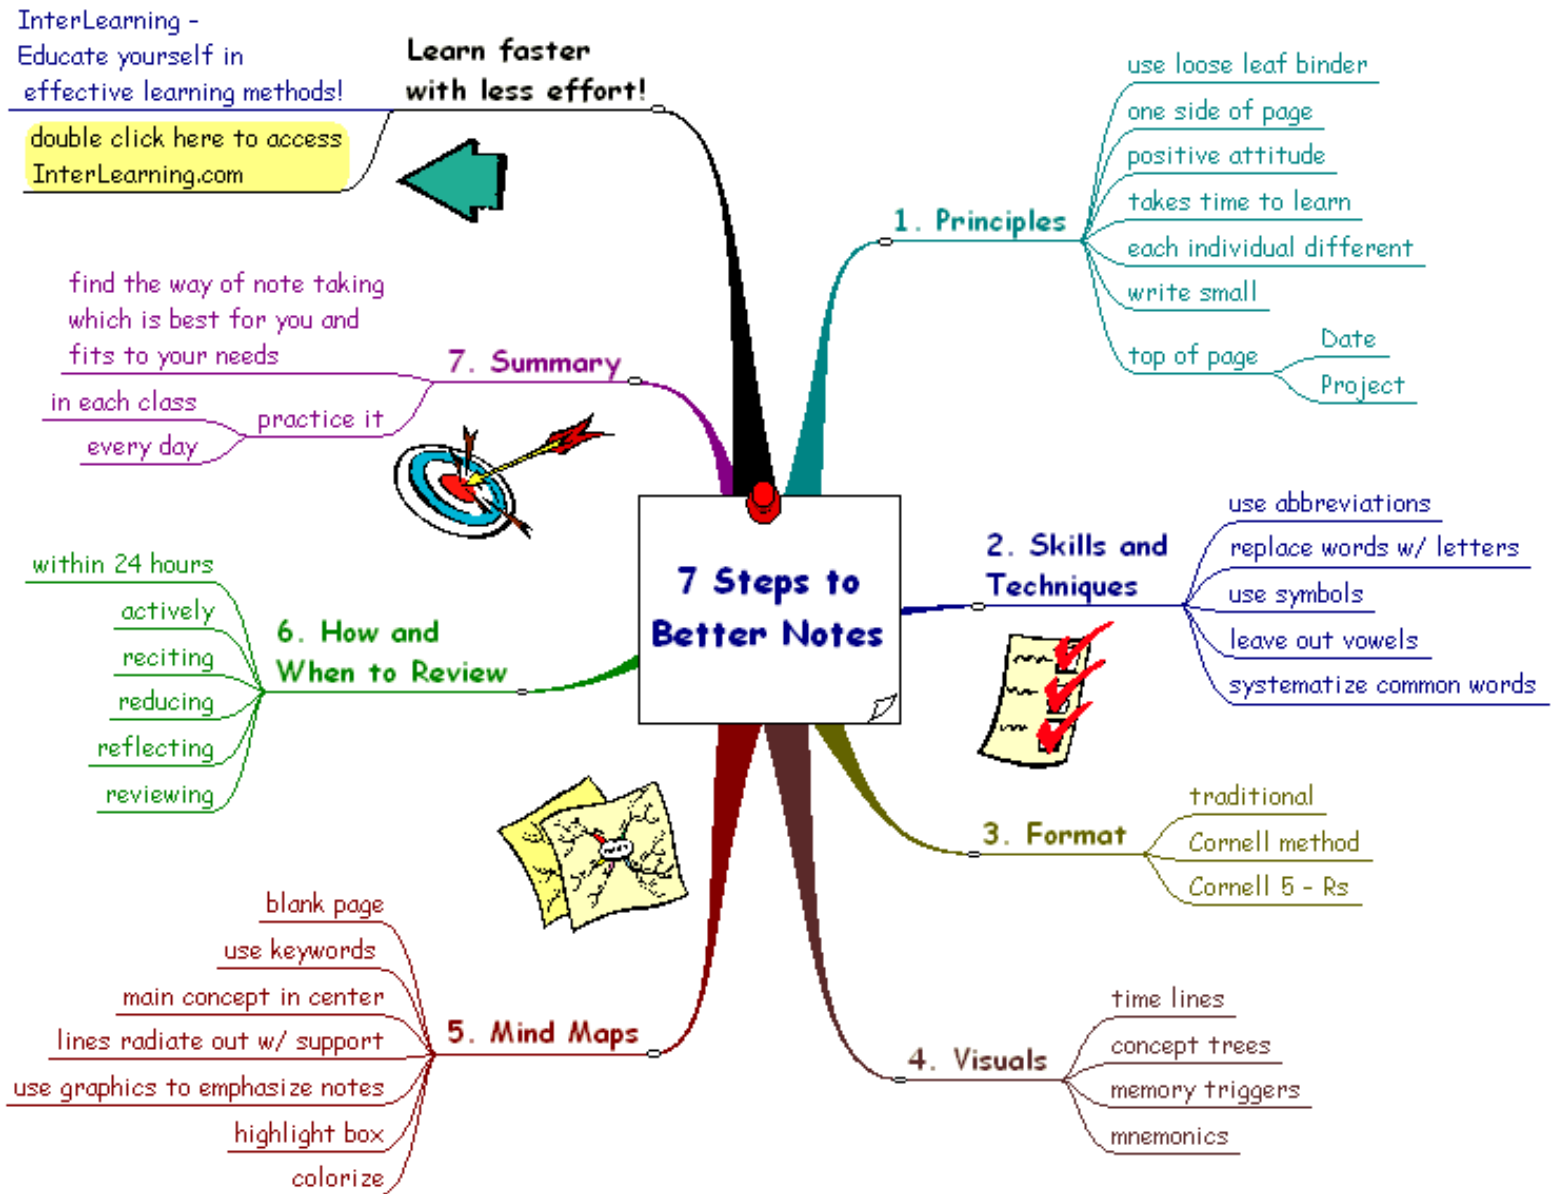 InterLearning -
Educate yourself in
effective learning methods!
double click here to access
InterLearning.com
Learn faster
with less effort!
7 Steps to
Better Notes
1. Principles
use loose leaf binder
one side of page
positive attitude
takes time to learn
each individual different
write small
top of page
Date
Project
2. Skills and
Techniques
use abbreviations
replace words w/ letters
use symbols
leave out vowels
systematize common words
3. Format
traditional
Cornell method
Cornell 5 - Rs
4. Visuals
time lines
concept trees
memory triggers
mnemonics
5. Mind Maps
blank page
use keywords
main concept in center
lines radiate out w/ support
use graphics to emphasize notes
highlight box
colorize
6. How and
When to Review
within 24 hours
actively
reciting
reducing
reflecting
reviewing
7. Summary
find the way of note taking
which is best for you and
fits to your needs
practice it
in each class
every day